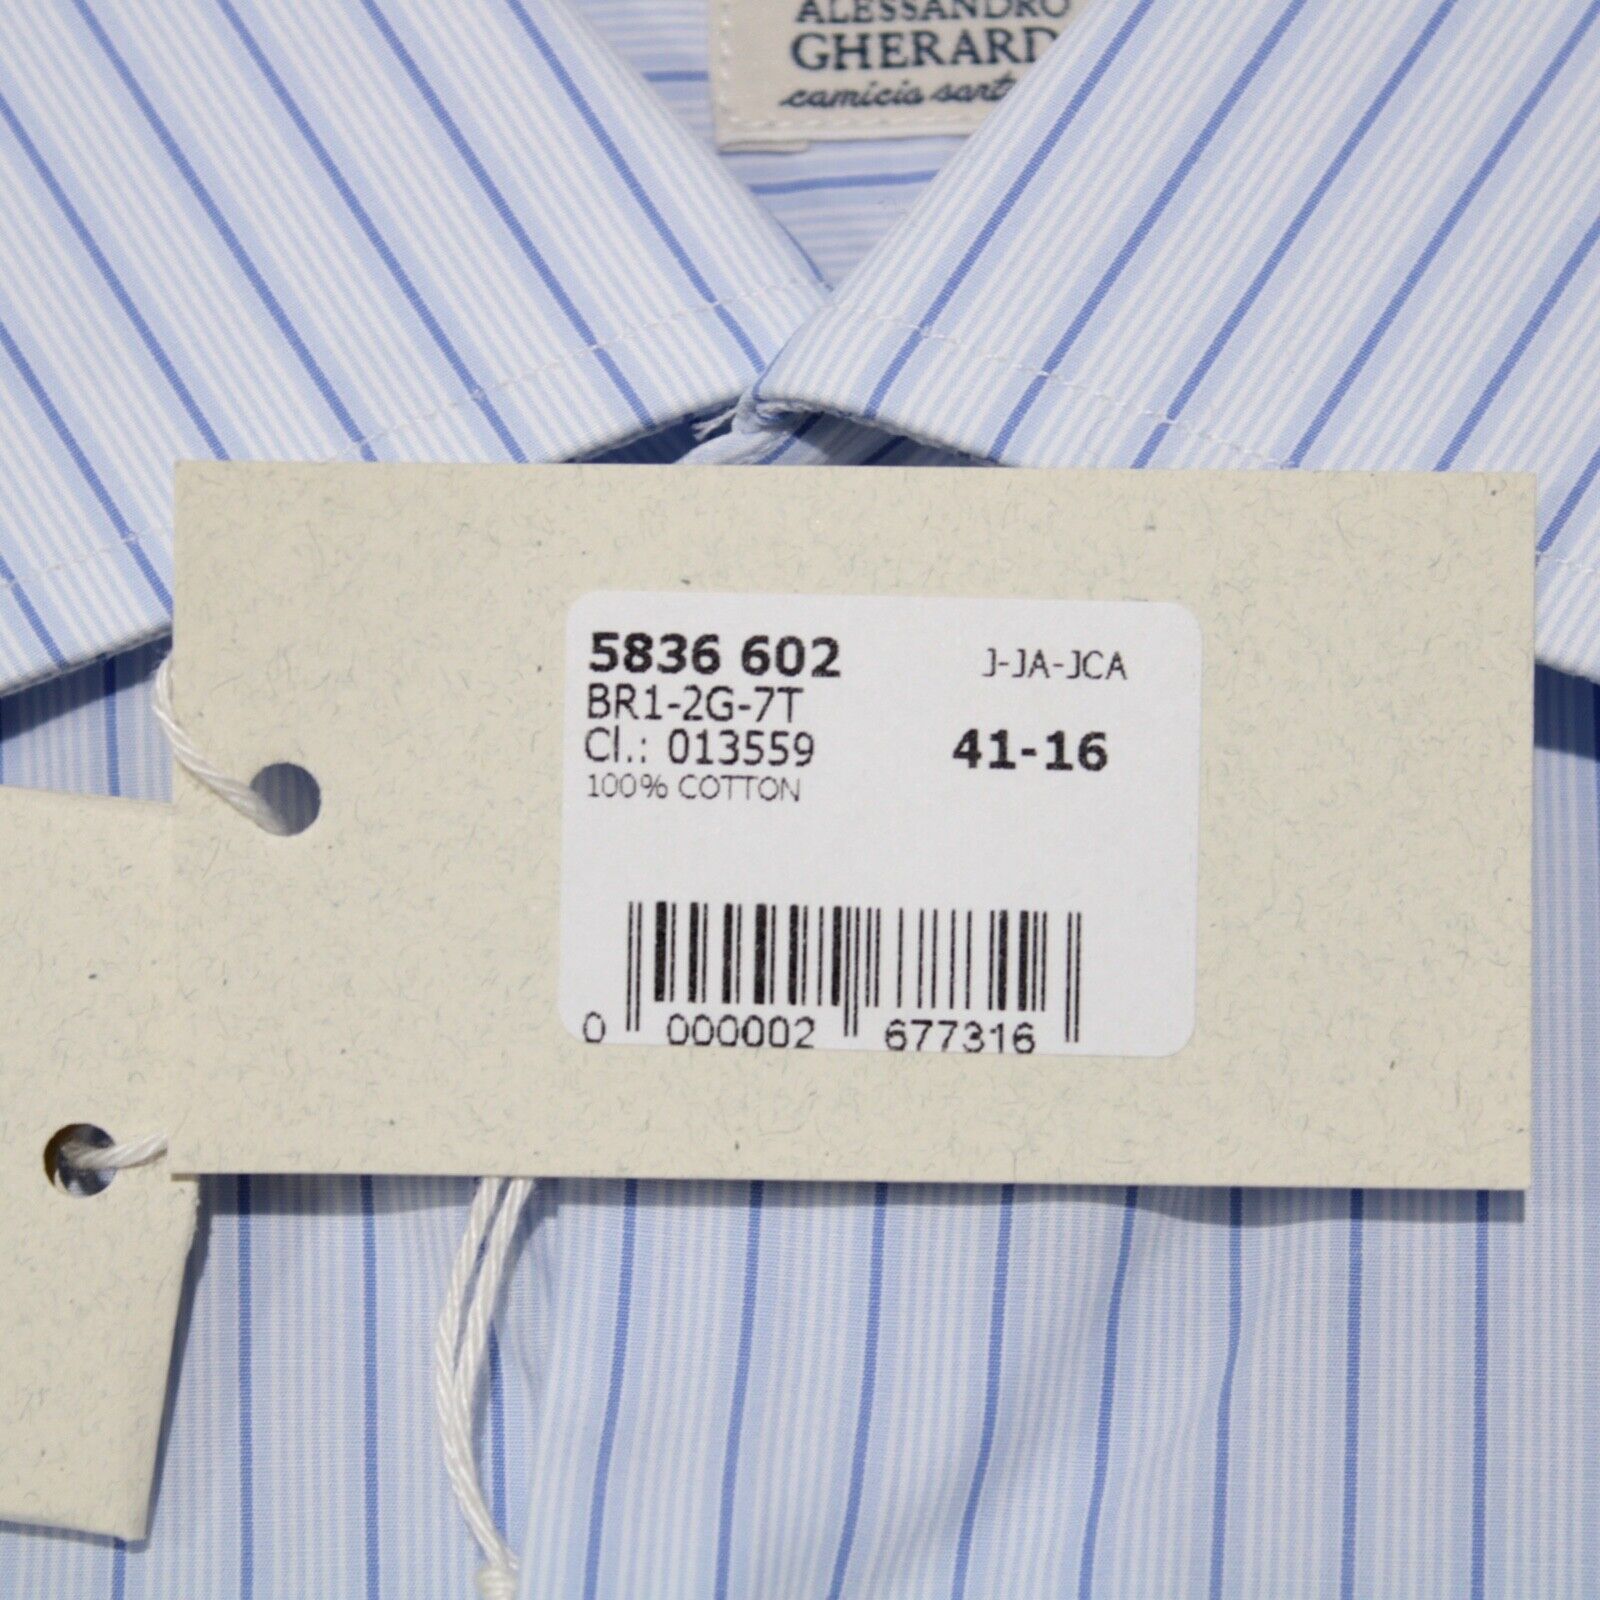 ALESSANDRO
GHERARD
camicia sart
5836 602 J-JA-JCA
BR1-2G-7T
Cl.: 013559 41-16
100% COTTON
0 000002 677316